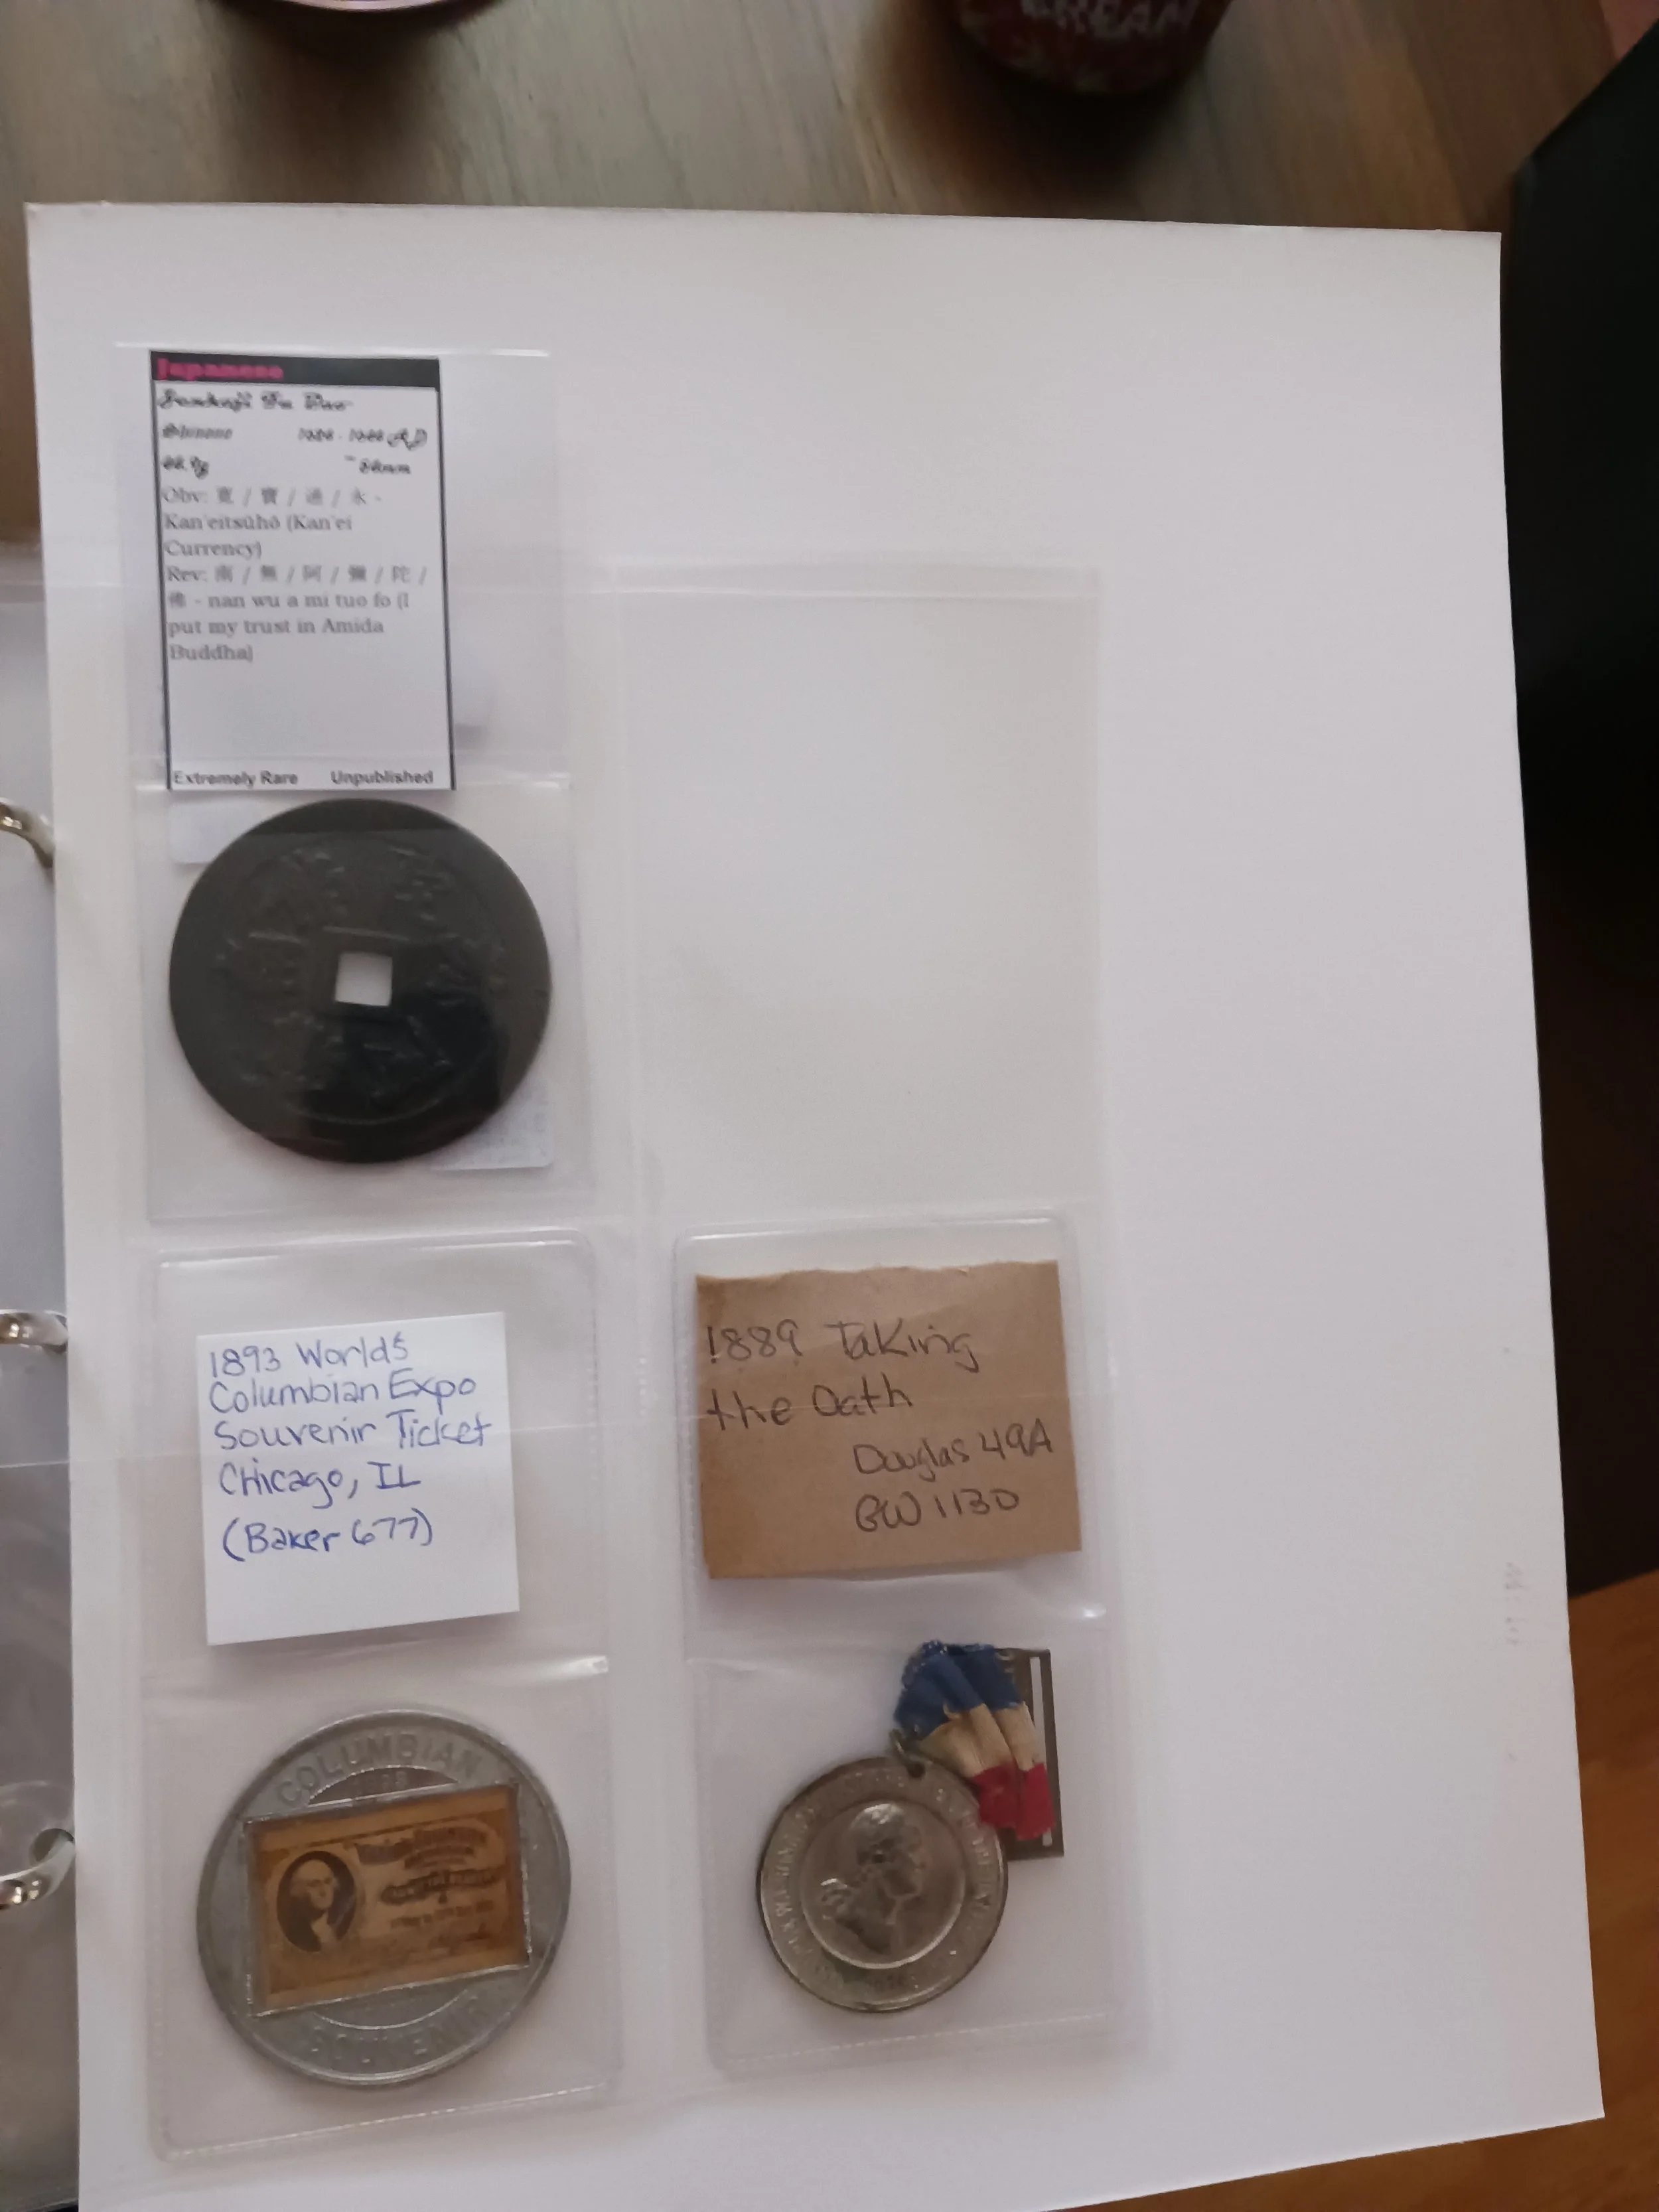 CREAM
Japanese
Obv: 寛 / 寳 / 通 / 永 -
Kan'eitsūhō (Kan'ei
Currency)
Rev: 南 / 無 / 阿 / 彌 / 陀 /
佛 - nan wu a mi tuo fo (I
put my trust in Amida
Buddha)
Extremely Rare Unpublished
1893 Worlds
Columbian Expo
Souvenir Ticket
Chicago, IL
(Baker 677)
1889 Taking
the Oath
Douglas 49A
GW 1130
COLUMBIAN
SOUVENIR